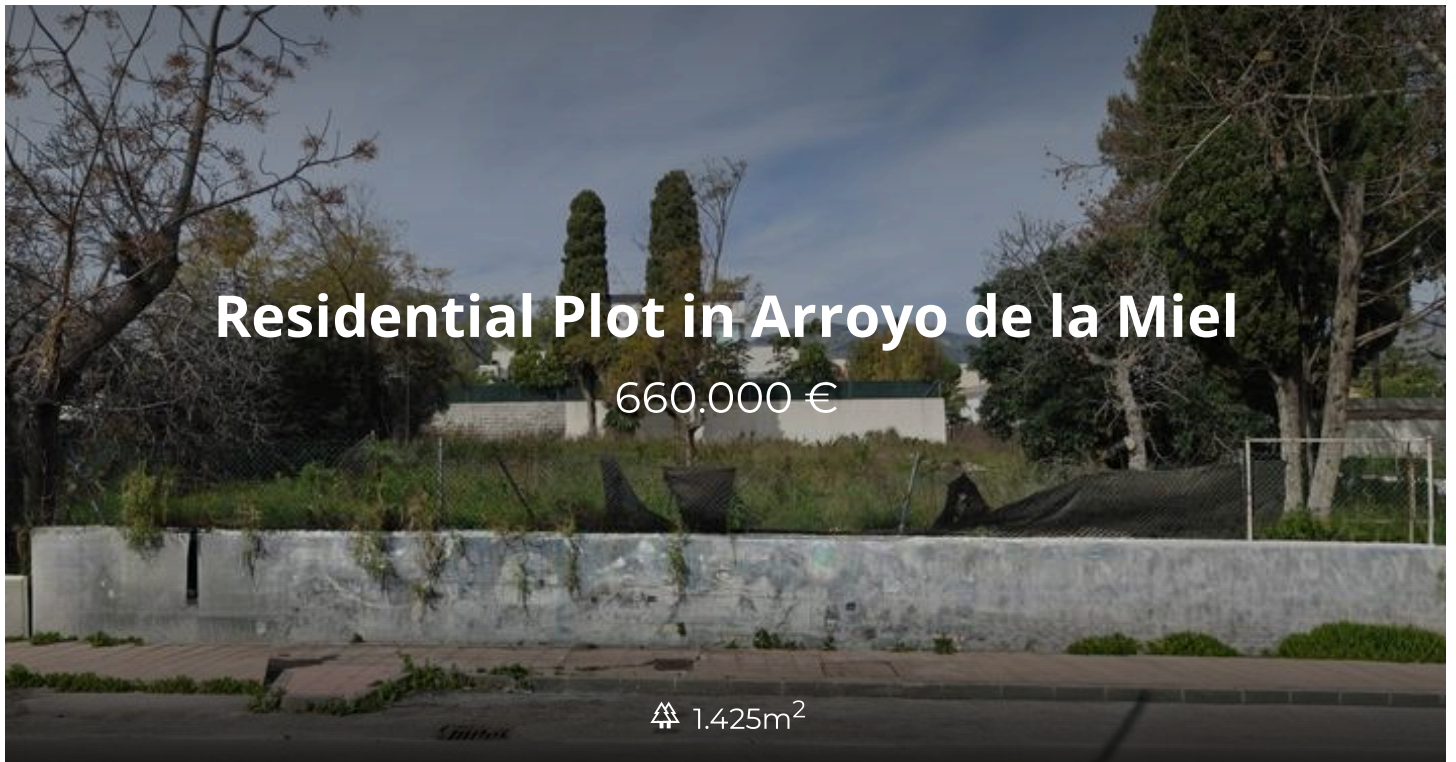 Residential Plot in Arroyo de la Miel
660.000 €
1.425m²